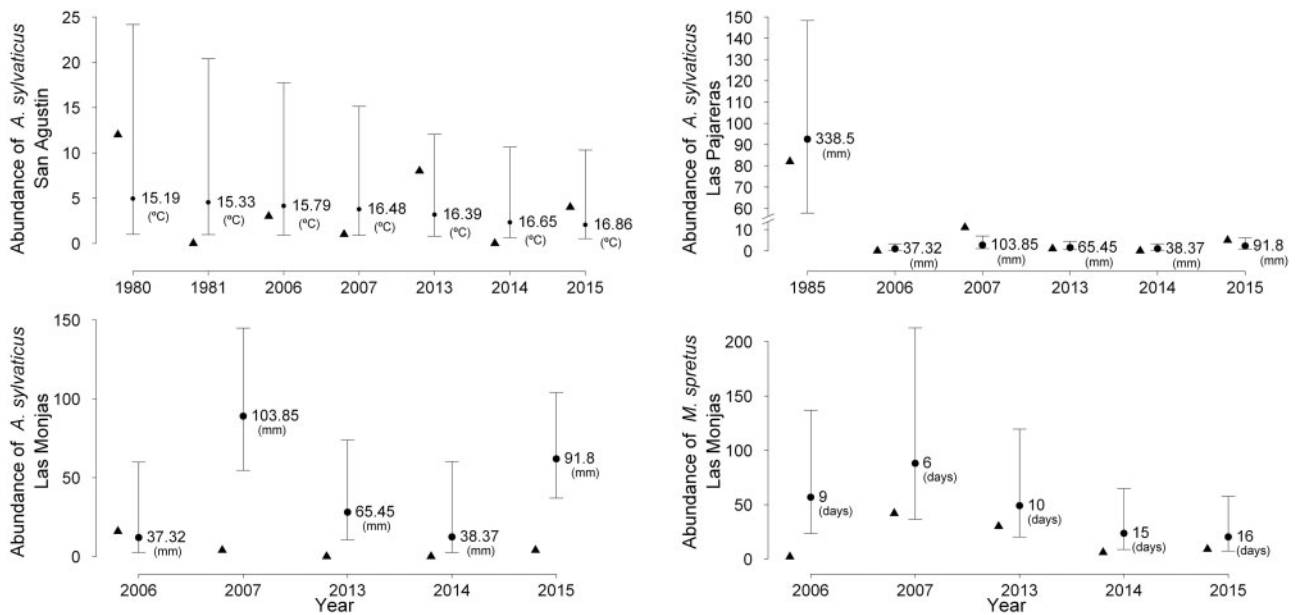 Abundance of A. sylvaticus
San Agustin
25
20
15
10
5
0
15.19
(ºC)
15.33
(ºC)
15.79
(ºC)
16.48
(ºC)
16.39
(ºC)
16.65
(ºC)
16.86
(ºC)
1980
1981
2006
2007
2013
2014
2015
Abundance of A. sylvaticus
Las Pajareras
150
140
130
120
110
100
90
80
70
60
10
0
338.5
(mm)
37.32
(mm)
103.85
(mm)
65.45
(mm)
38.37
(mm)
91.8
(mm)
1985
2006
2007
2013
2014
2015
Abundance of A. sylvaticus
Las Monjas
150
100
50
0
37.32
(mm)
103.85
(mm)
65.45
(mm)
38.37
(mm)
91.8
(mm)
2006
2007
2013
2014
2015
Year
Abundance of M. spretus
Las Monjas
200
150
100
50
0
9
(days)
6
(days)
10
(days)
15
(days)
16
(days)
2006
2007
2013
2014
2015
Year